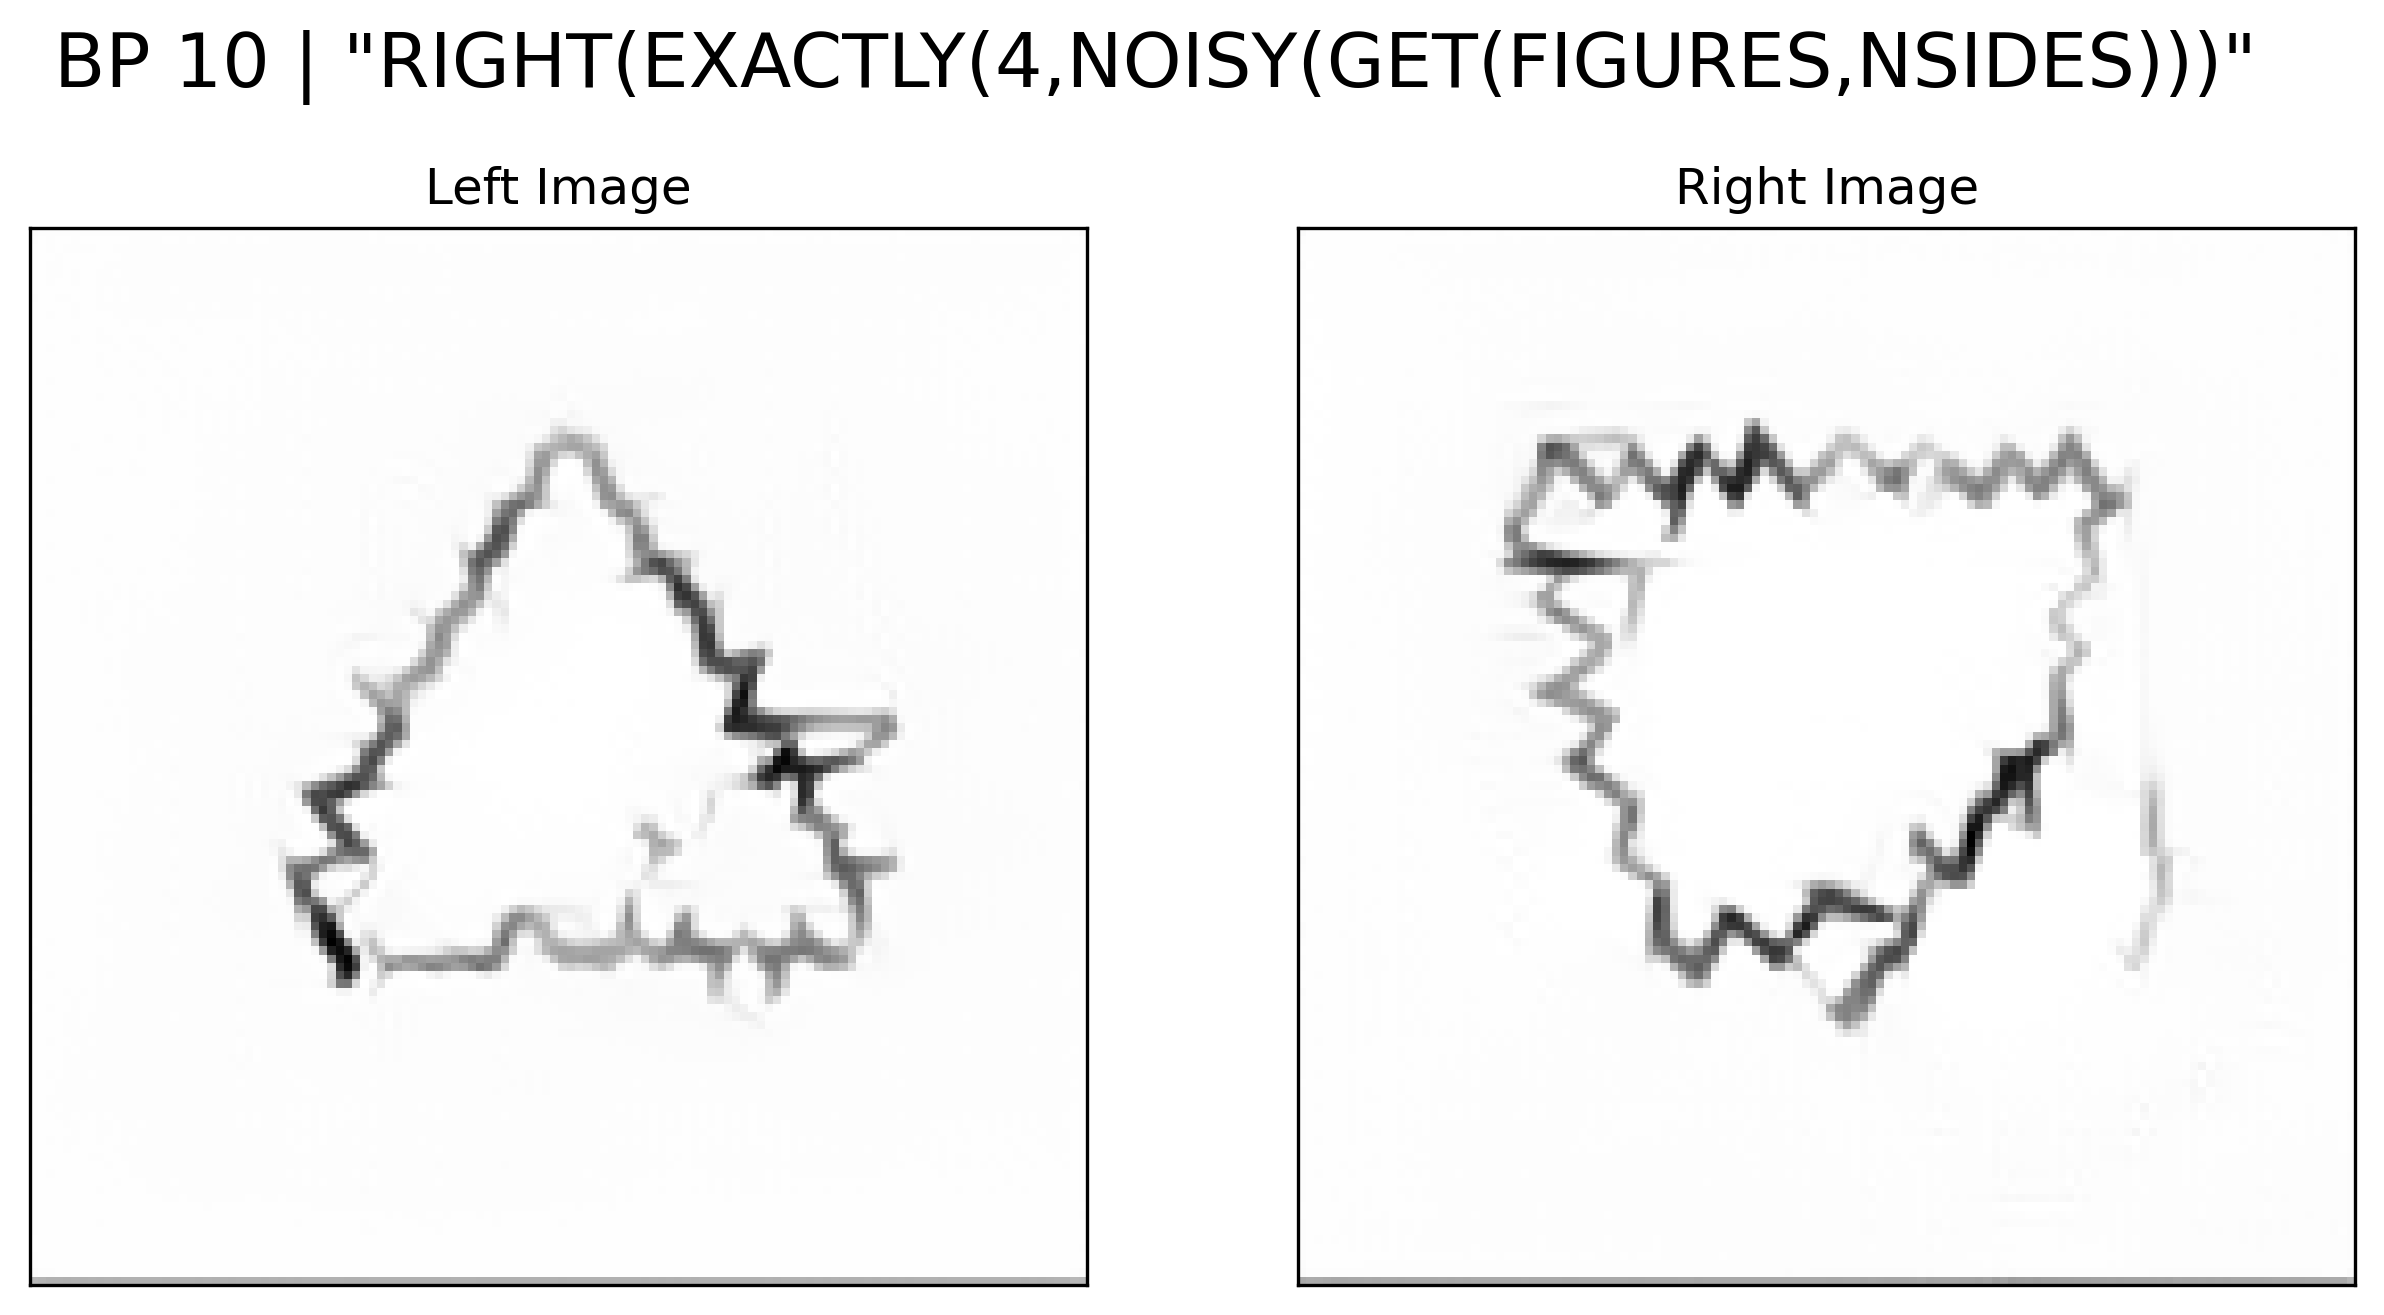 BP 10 | "RIGHT(EXACTLY(4,NOISY(GET(FIGURES,NSIDES)))"
Left Image
Right Image